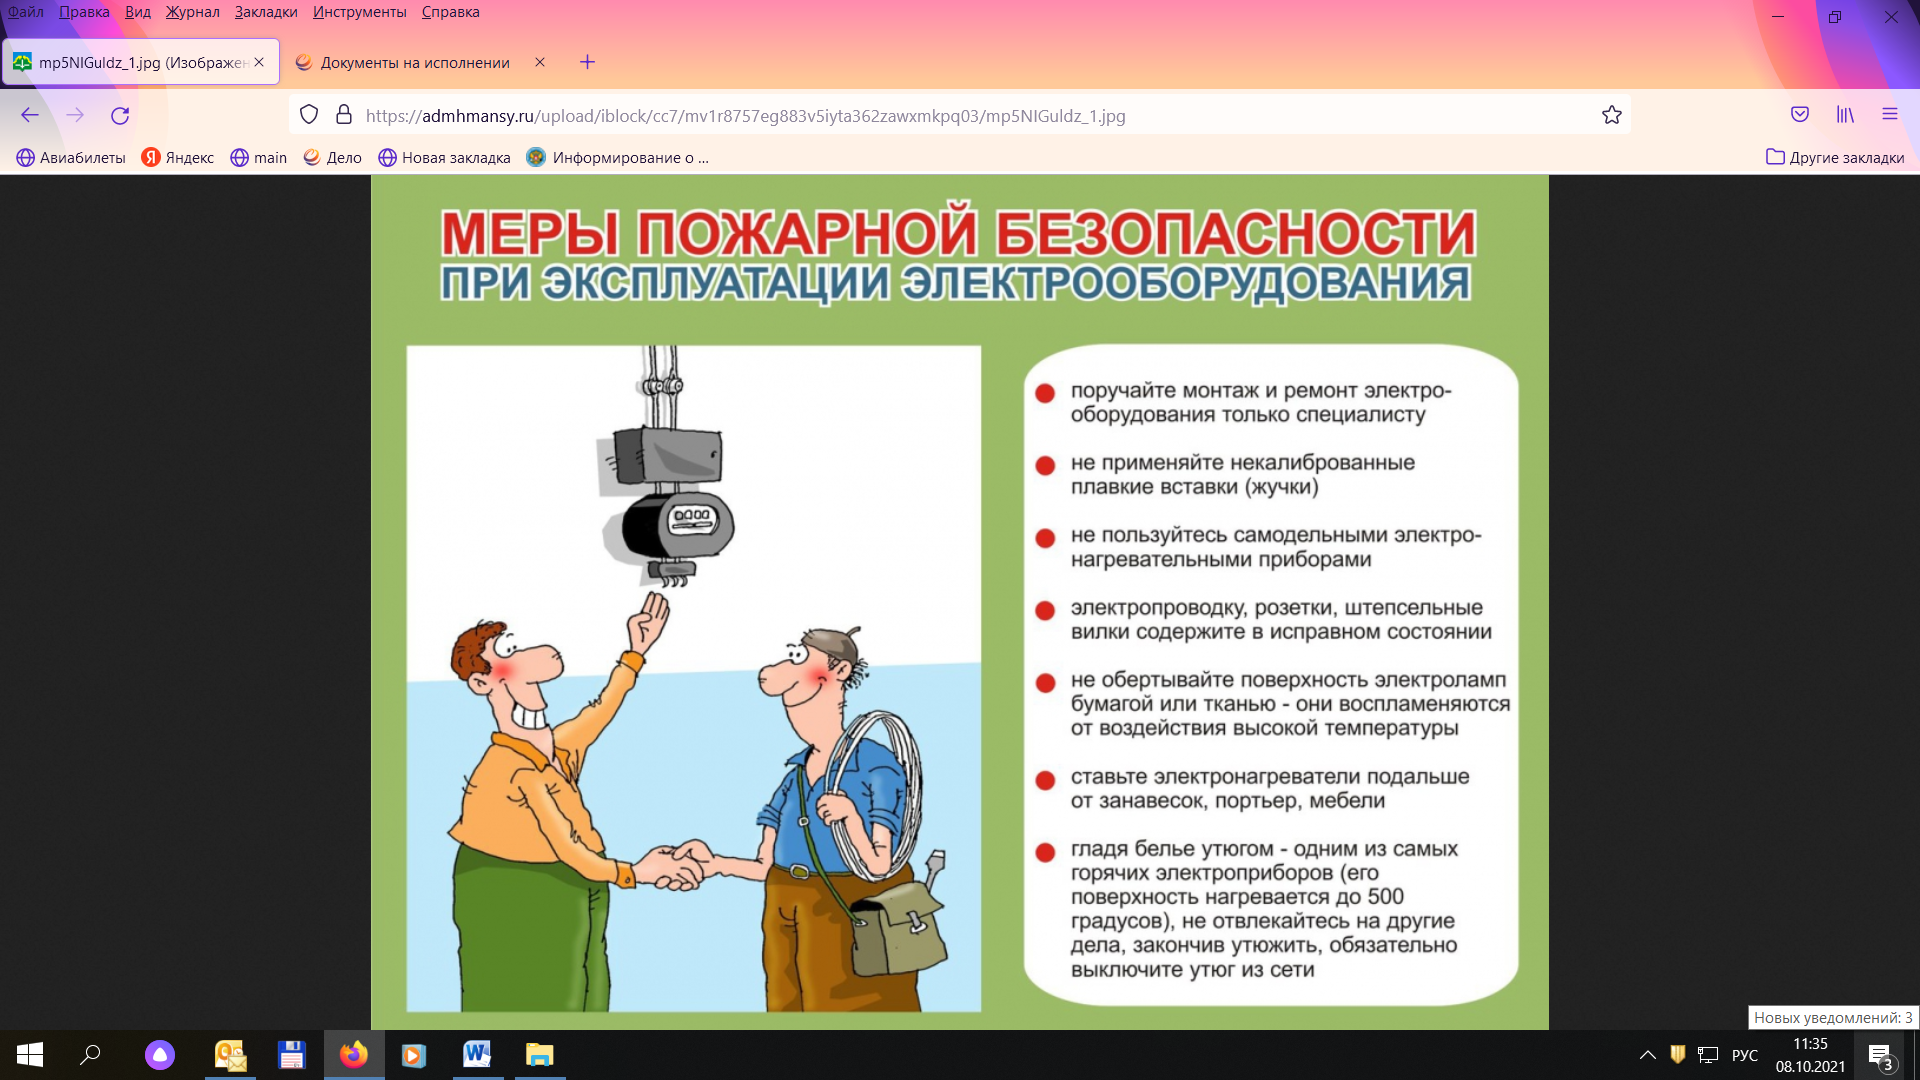 Файл Правка Вид Журнал Закладки Инструменты Справка
mp5NIGuldz_1.jpg (Изображен
Документы на исполнении
https://admhmansy.ru/upload/iblock/cc7/mv1r8757eg883v5iyta362zawxmkpq03/mp5NIGuldz_1.jpg
Авиабилеты Яндекс main Дело Новая закладка Информирование о ... Другие закладки
МЕРЫ ПОЖАРНОЙ БЕЗОПАСНОСТИ
ПРИ ЭКСПЛУАТАЦИИ ЭЛЕКТРООБОРУДОВАНИЯ
поручайте монтаж и ремонт электро-
оборудования только специалисту
не применяйте некалиброванные
плавкие вставки (жучки)
не пользуйтесь самодельными электро-
нагревательными приборами
электропроводку, розетки, штепсельные
вилки содержите в исправном состоянии
не обертывайте поверхность электроламп
бумагой или тканью - они воспламеняются
от воздействия высокой температуры
ставьте электронагреватели подальше
от занавесок, портьер, мебели
гладя белье утюгом - одним из самых
горячих электроприборов (его
поверхность нагревается до 500
градусов), не отвлекайтесь на другие
дела, закончив утюжить, обязательно
выключите утюг из сети
Новых уведомлений: 3
РУС
11:35
08.10.2021
3